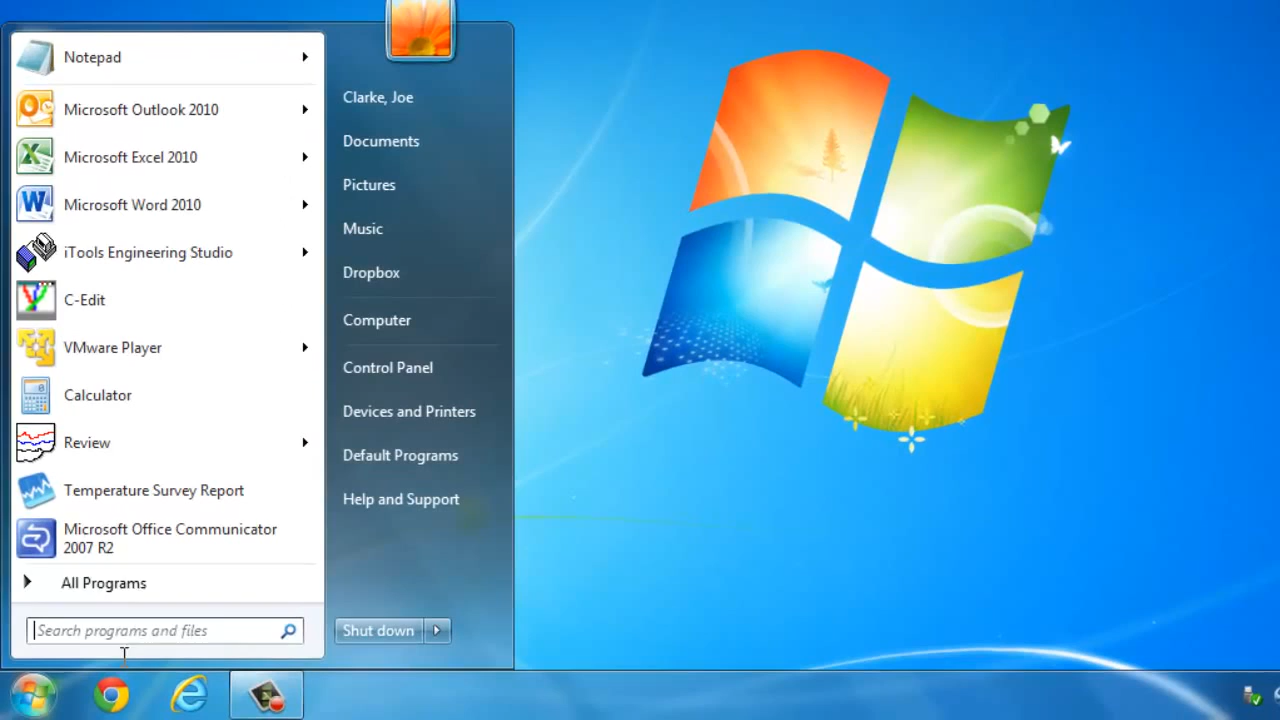 Notepad
Microsoft Outlook 2010
Microsoft Excel 2010
Microsoft Word 2010
iTools Engineering Studio
C-Edit
VMware Player
Calculator
Review
Temperature Survey Report
Microsoft Office Communicator
2007 R2
All Programs
Search programs and files
Clarke, Joe
Documents
Pictures
Music
Dropbox
Computer
Control Panel
Devices and Printers
Default Programs
Help and Support
Shut down